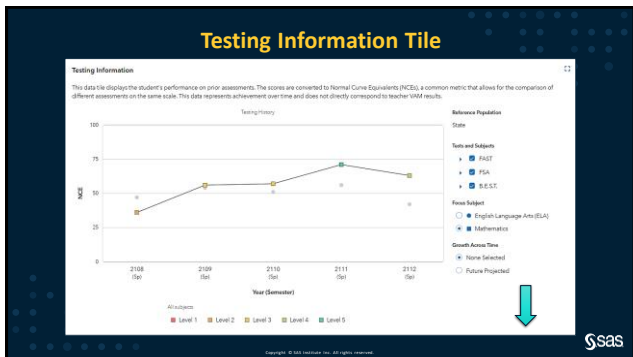 Testing Information Tile
Testing Information
This data tile displays the student's performance on prior assessments. The scores are converted to Normal Curve Equivalents (NCEs), a common metric that allows for the comparison of
different assessments on the same scale. This data represents achievement over time and does not directly correspond to teacher VAM results.
Testing History
100
75
50
25
0
NCE
2108
(Sp)
2109
(Sp)
2110
(Sp)
2111
(Sp)
2112
(Sp)
Year (Semester)
All subjects
Level 1 Level 2 Level 3 Level 4 Level 5
Reference Population
State
Tests and Subjects
FAST
FSA
B.E.S.T.
Focus Subject
English Language Arts (ELA)
Mathematics
Growth Across Time
None Selected
Future Projected
Copyright © SAS Institute Inc. All rights reserved.
sas